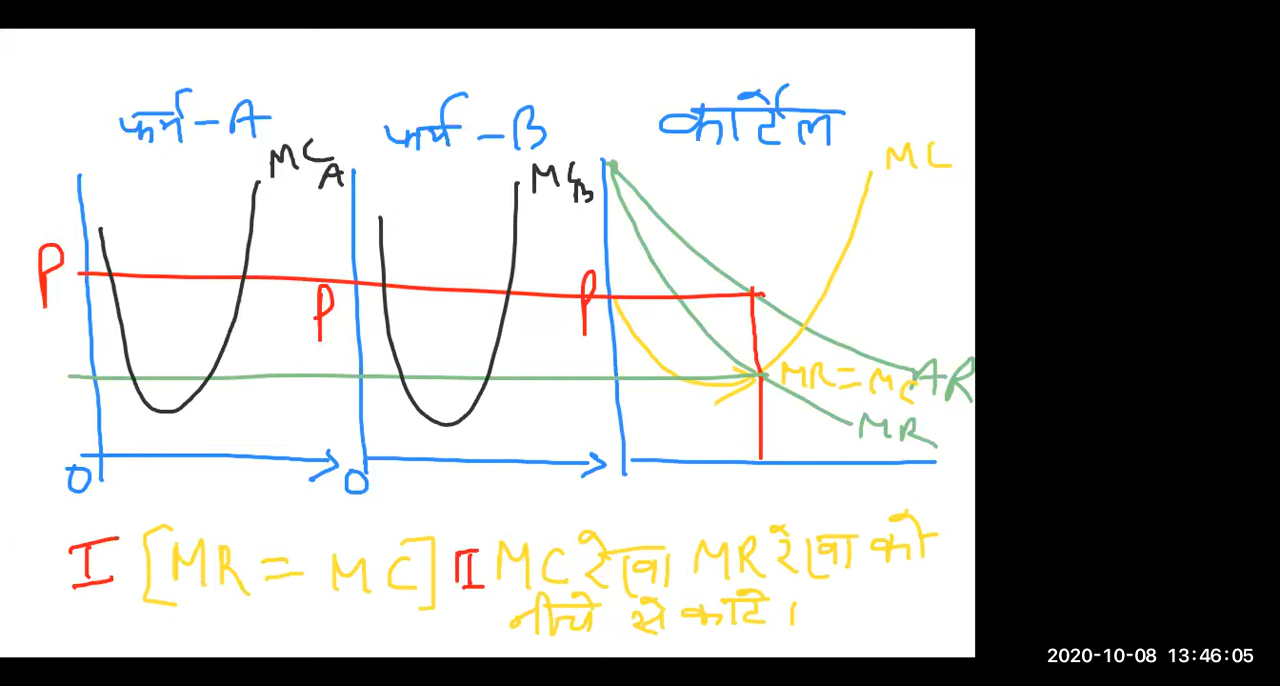 फर्म-A
फर्म-B
कार्टेल
MCA
MCB
MC
P
P
P
MR=MC
AR
MR
O
O
I [MR = MC] II MC रेखा MR रेखा को
नीचे से काटे।
2020-10-08 13:46:05